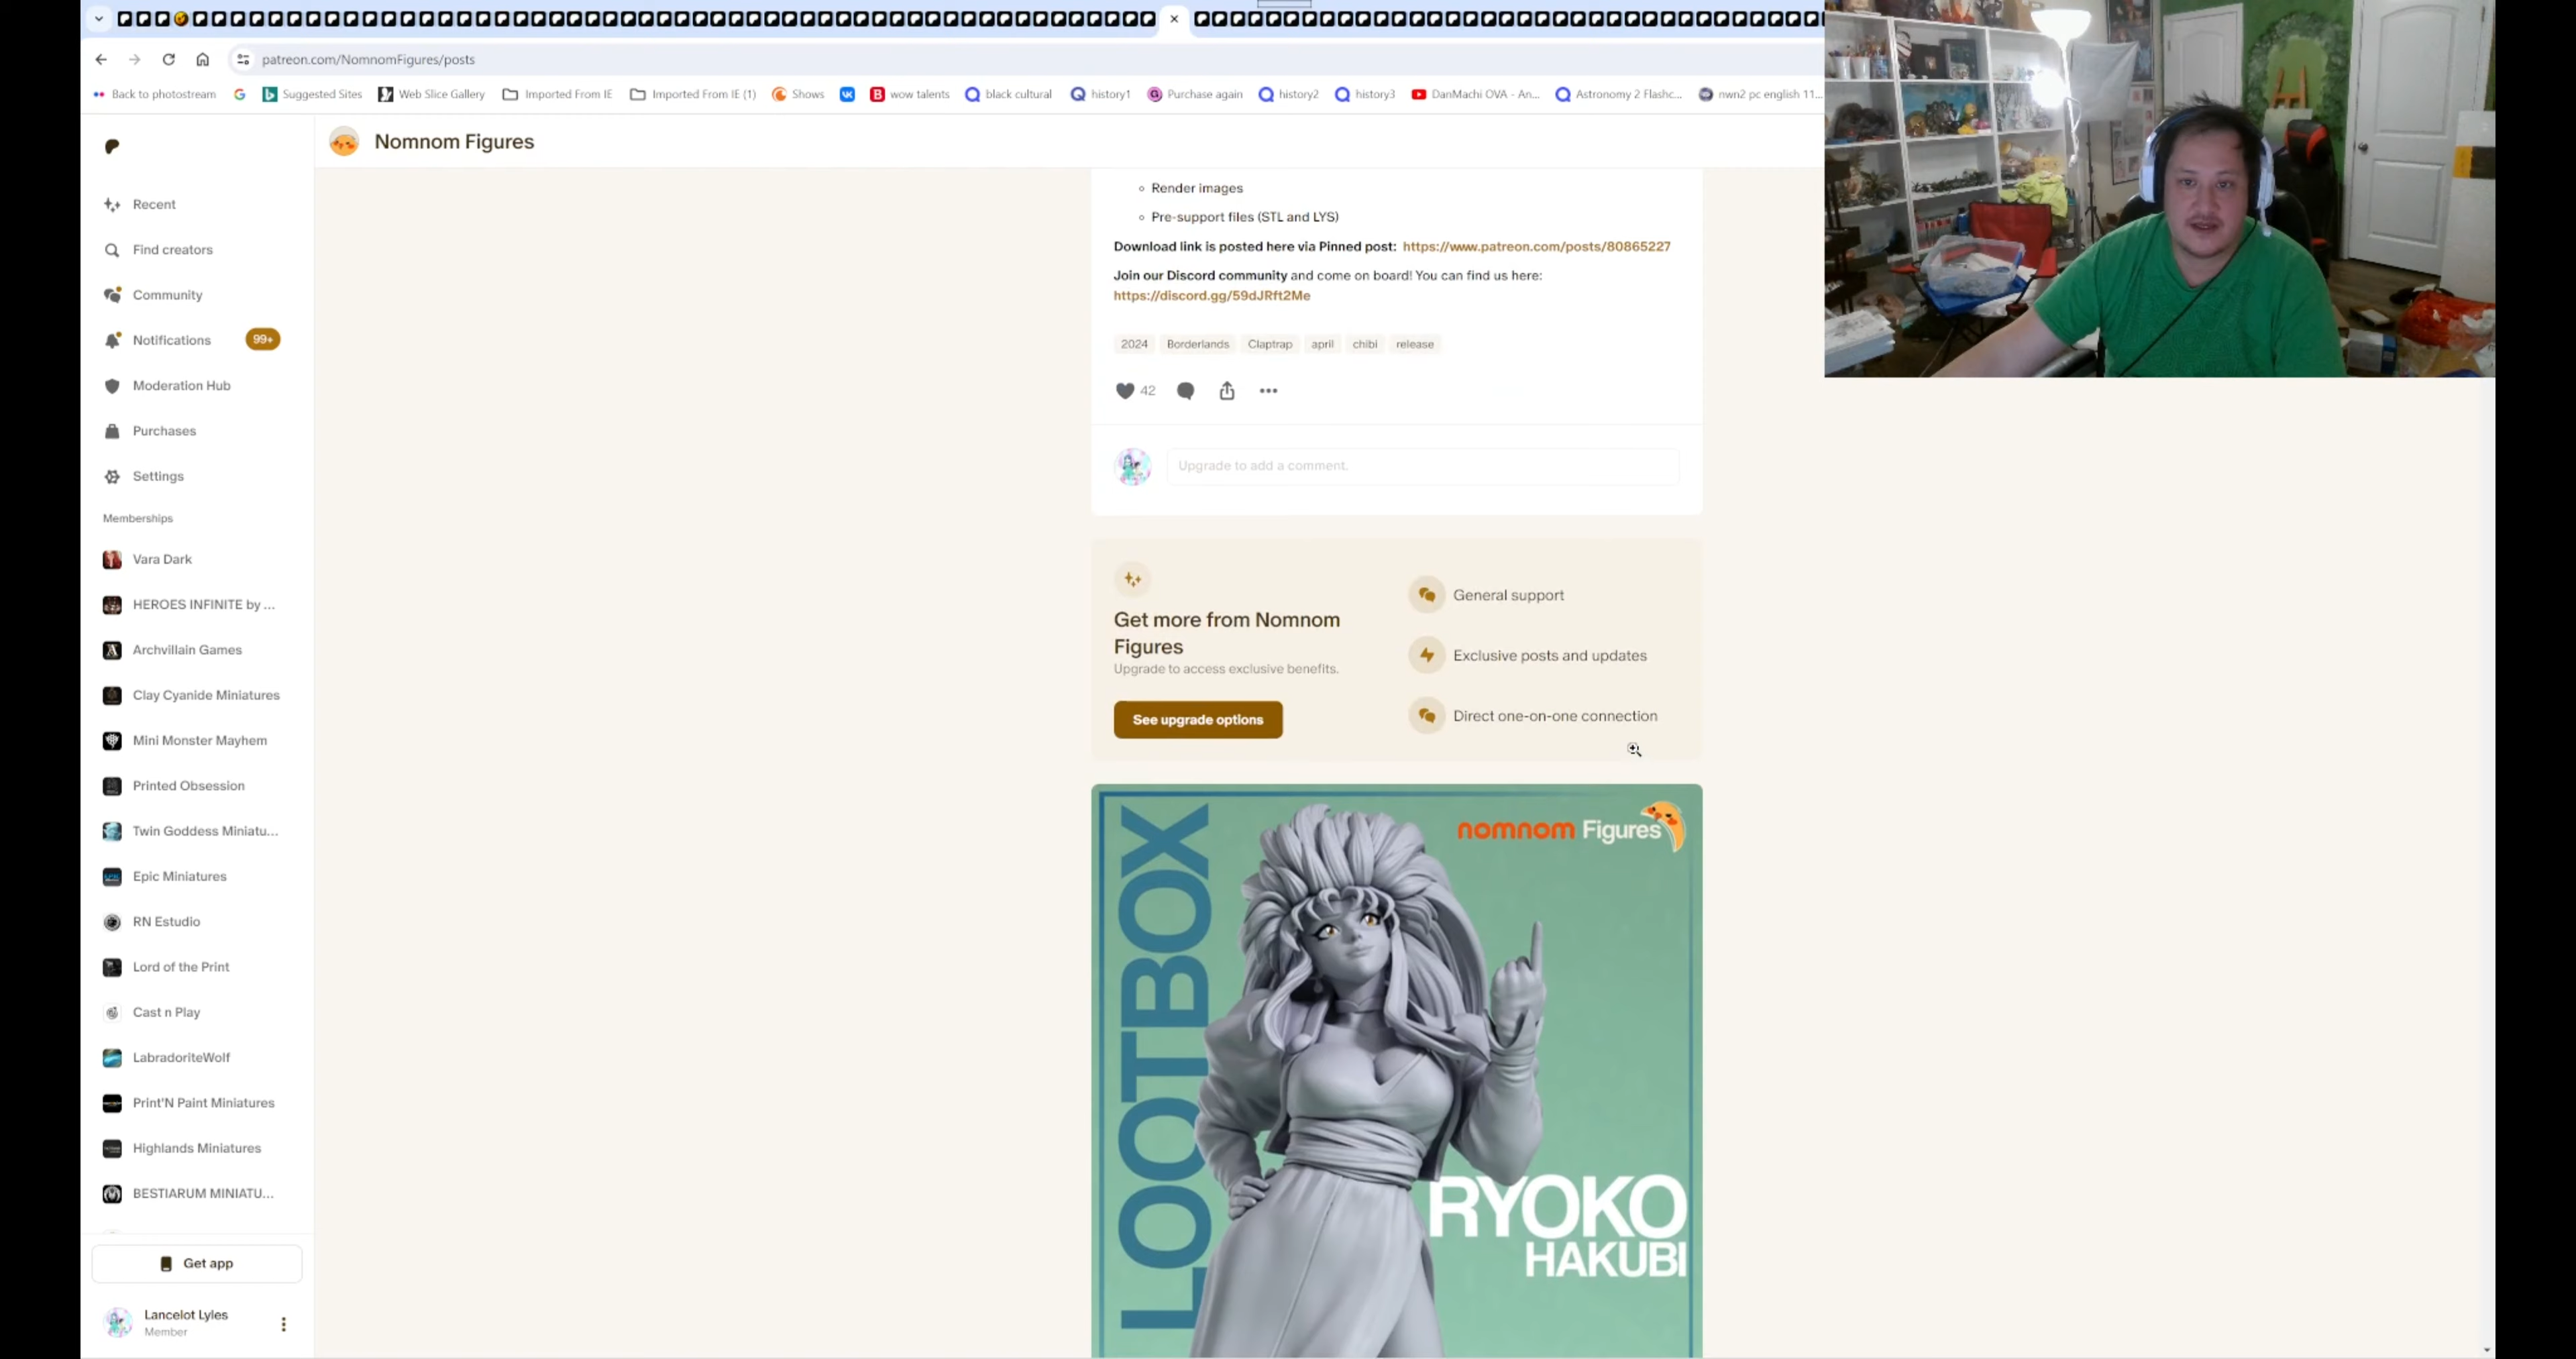 patreon.com/NomnomFigures/posts
Back to photostream
Suggested Sites
Web Slice Gallery
Imported From IE
Imported From IE (1)
Shows
wow talents
black cultural
history1
Purchase again
history2
history3
DanMachi OVA - An...
Astronomy 2 Flashc...
nwn2 pc english 11...
Nomnom Figures
Recent
Find creators
Community
Notifications
99+
Moderation Hub
Purchases
Settings
Memberships
Vara Dark
HEROES INFINITE by ...
Archvillain Games
Clay Cyanide Miniatures
Mini Monster Mayhem
Printed Obsession
Twin Goddess Miniatu...
Epic Miniatures
RN Estudio
Lord of the Print
Cast n Play
LabradoriteWolf
Print'N Paint Miniatures
Highlands Miniatures
BESTIARUM MINIATU...
Get app
Lancelot Lyles
Member
Render images
Pre-support files (STL and LYS)
Download link is posted here via Pinned post: https://www.patreon.com/posts/80865227
Join our Discord community and come on board! You can find us here:
https://discord.gg/59dJRft2Me
2024 Borderlands Claptrap april chibi release
42
Upgrade to add a comment.
Get more from Nomnom
Figures
Upgrade to access exclusive benefits.
See upgrade options
General support
Exclusive posts and updates
Direct one-on-one connection
nomnom Figures
LOOTBOX
RYOKO
HAKUBI